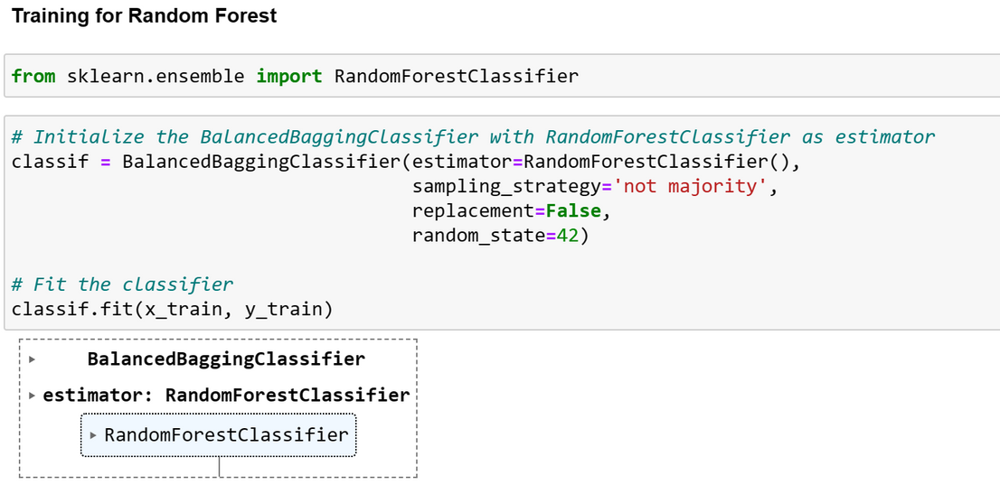 Training for Random Forest
from sklearn.ensemble import RandomForestClassifier
# Initialize the BalancedBaggingClassifier with RandomForestClassifier as estimator
classif = BalancedBaggingClassifier(estimator=RandomForestClassifier(),
sampling_strategy='not majority',
replacement=False,
random_state=42)
# Fit the classifier
classif.fit(x_train, y_train)
BalancedBaggingClassifier
estimator: RandomForestClassifier
RandomForestClassifier